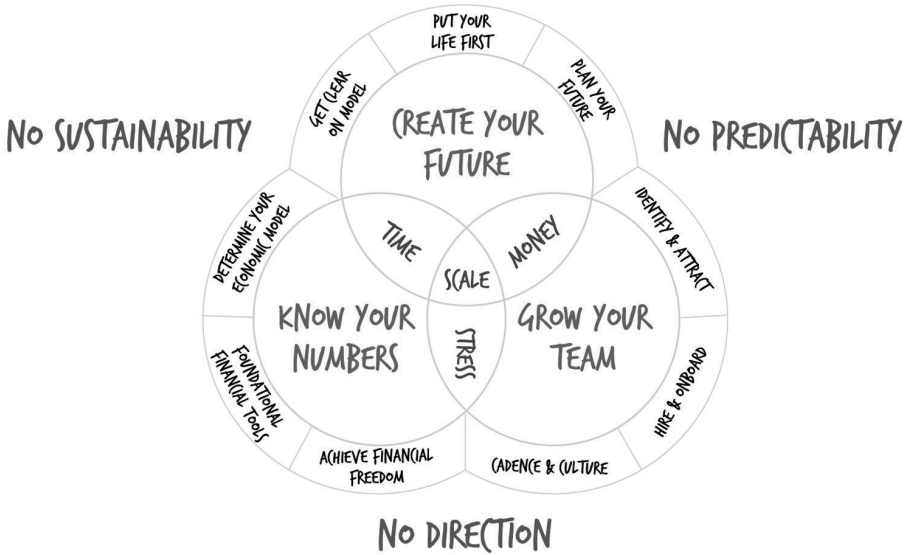 PUT YOUR
LIFE FIRST
GET CLEAR
ON MODEL
PLAN YOUR
FUTURE
CREATE YOUR
FUTURE
NO SUSTAINABILITY
NO PREDICTABILITY
DETERMINE YOUR
ECONOMIC MODEL
IDENTIFY & ATTRACT
TIME
MONEY
SCALE
KNOW YOUR
NUMBERS
GROW YOUR
TEAM
STRESS
FOUNDATIONAL
FINANCIAL TOOLS
HIRE & ONBOARD
ACHIEVE FINANCIAL
FREEDOM
CADENCE & CULTURE
NO DIRECTION